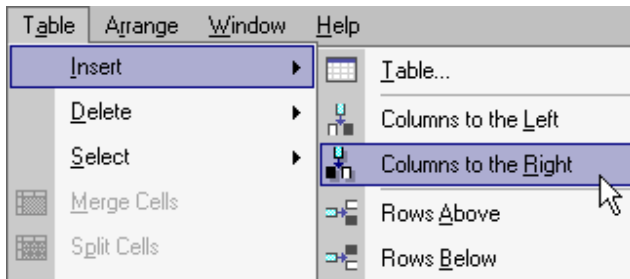 Table Arrange Window Help
Insert
Delete
Select
Merge Cells
Split Cells
Table...
Columns to the Left
Columns to the Right
Rows Above
Rows Below